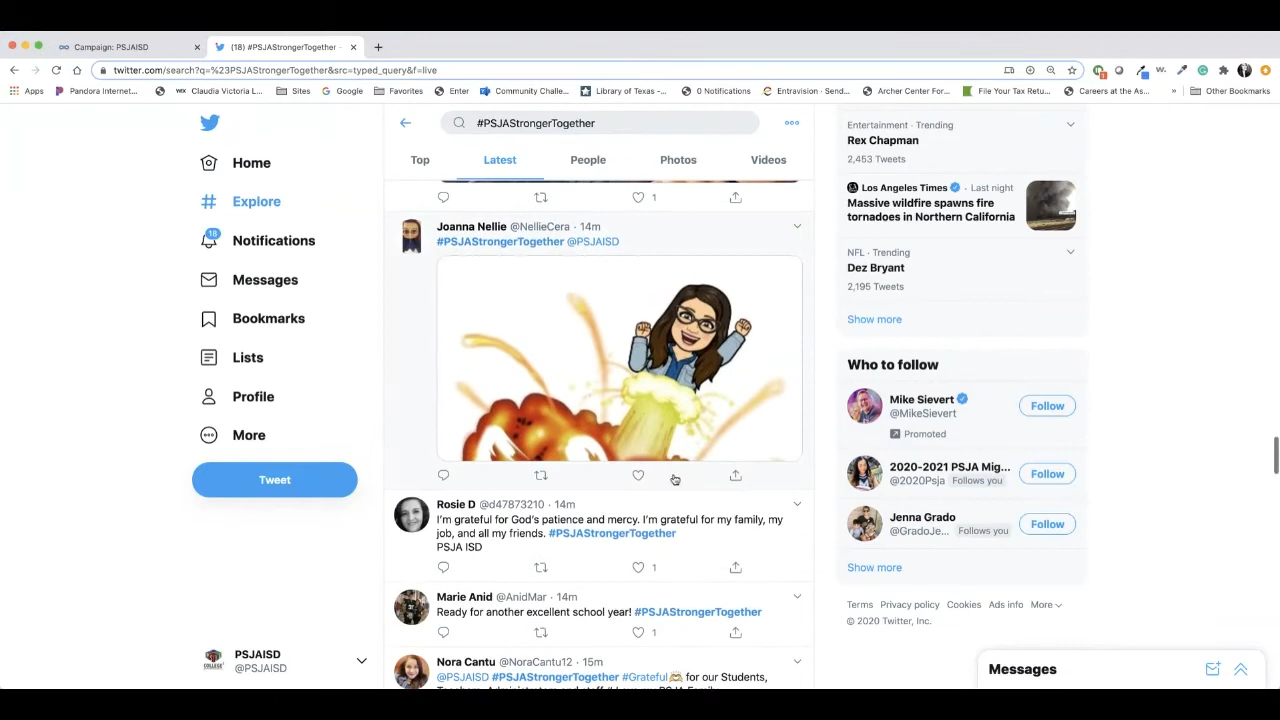 Campaign: PSJAISD
(18) #PSJAStrongerTogether -
twitter.com/search?q=%23PSJAStrongerTogether&src=typed_query&f=live
Apps
Pandora Internet...
Claudia Victoria L...
Sites
Google
Favorites
Enter
Community Challe...
Library of Texas -...
0 Notifications
Entravision · Send...
Archer Center For...
File Your Tax Retu...
Careers at the As...
»
Other Bookmarks
Home
Explore
18
Notifications
Messages
Bookmarks
Lists
Profile
More
Tweet
PSJAISD
@PSJAISD
#PSJAStrongerTogether
Top
Latest
People
Photos
Videos
1
Joanna Nellie @NellieCera · 14m
#PSJAStrongerTogether @PSJAISD
Rosie D @d47873210 · 14m
I'm grateful for God's patience and mercy. I'm grateful for my family, my
job, and all my friends. #PSJAStrongerTogether
PSJA ISD
1
Marie Anid @AnidMar · 14m
Ready for another excellent school year! #PSJAStrongerTogether
1
Nora Cantu @NoraCantu12 · 15m
@PSJAISD #PSJAStrongerTogether #Grateful🫶 for our Students,
Entertainment · Trending
Rex Chapman
2,453 Tweets
Los Angeles Times · Last night
Massive wildfire spawns fire
tornadoes in Northern California
NFL · Trending
Dez Bryant
2,195 Tweets
Show more
Who to follow
Mike Sievert
@MikeSievert
Promoted
Follow
2020-2021 PSJA Mig...
@2020Psja Follows you
Follow
Jenna Grado
@GradoJe... Follows you
Follow
Show more
Terms Privacy policy Cookies Ads info More
© 2020 Twitter, Inc.
Messages